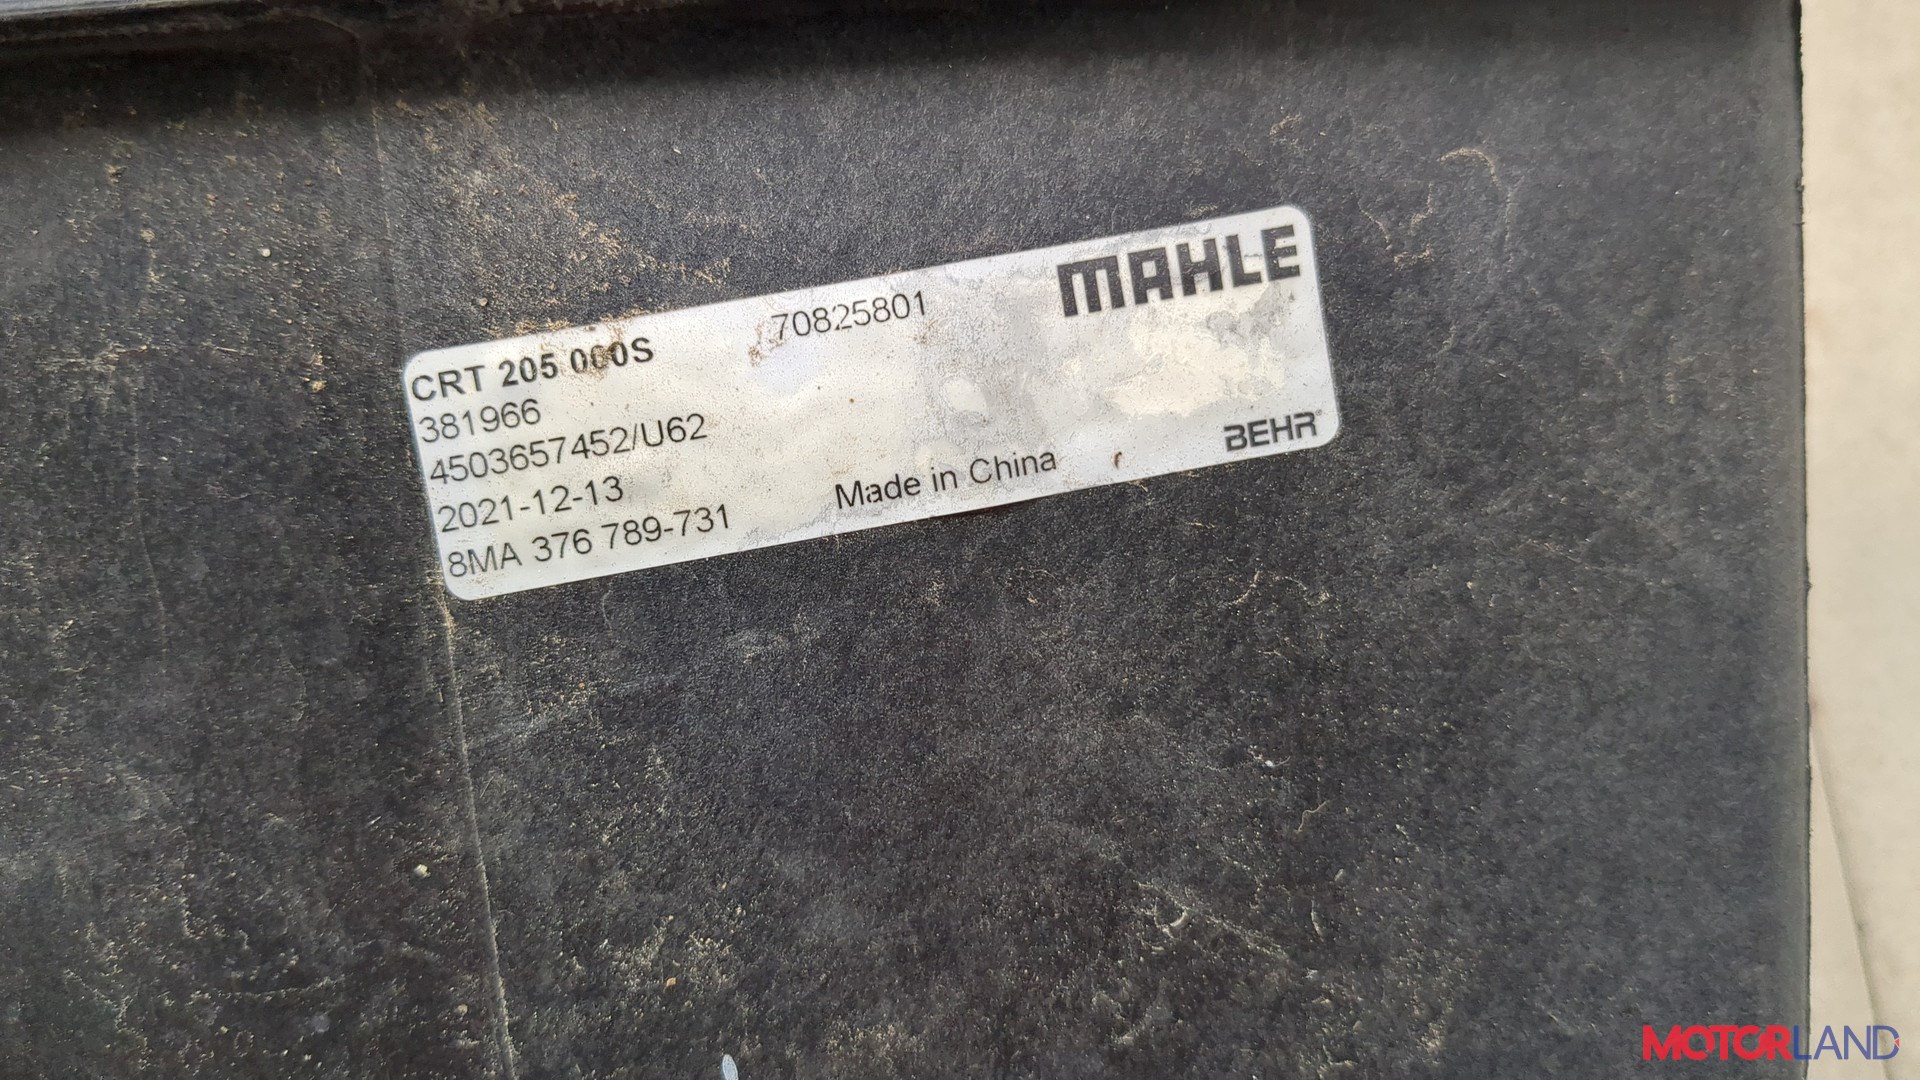 CRT 205 000S
70825801
MAHLE
381966
4503657452/U62
2021-12-13
8MA 376 789-731
Made in China
BEHR®
MOTORLAND